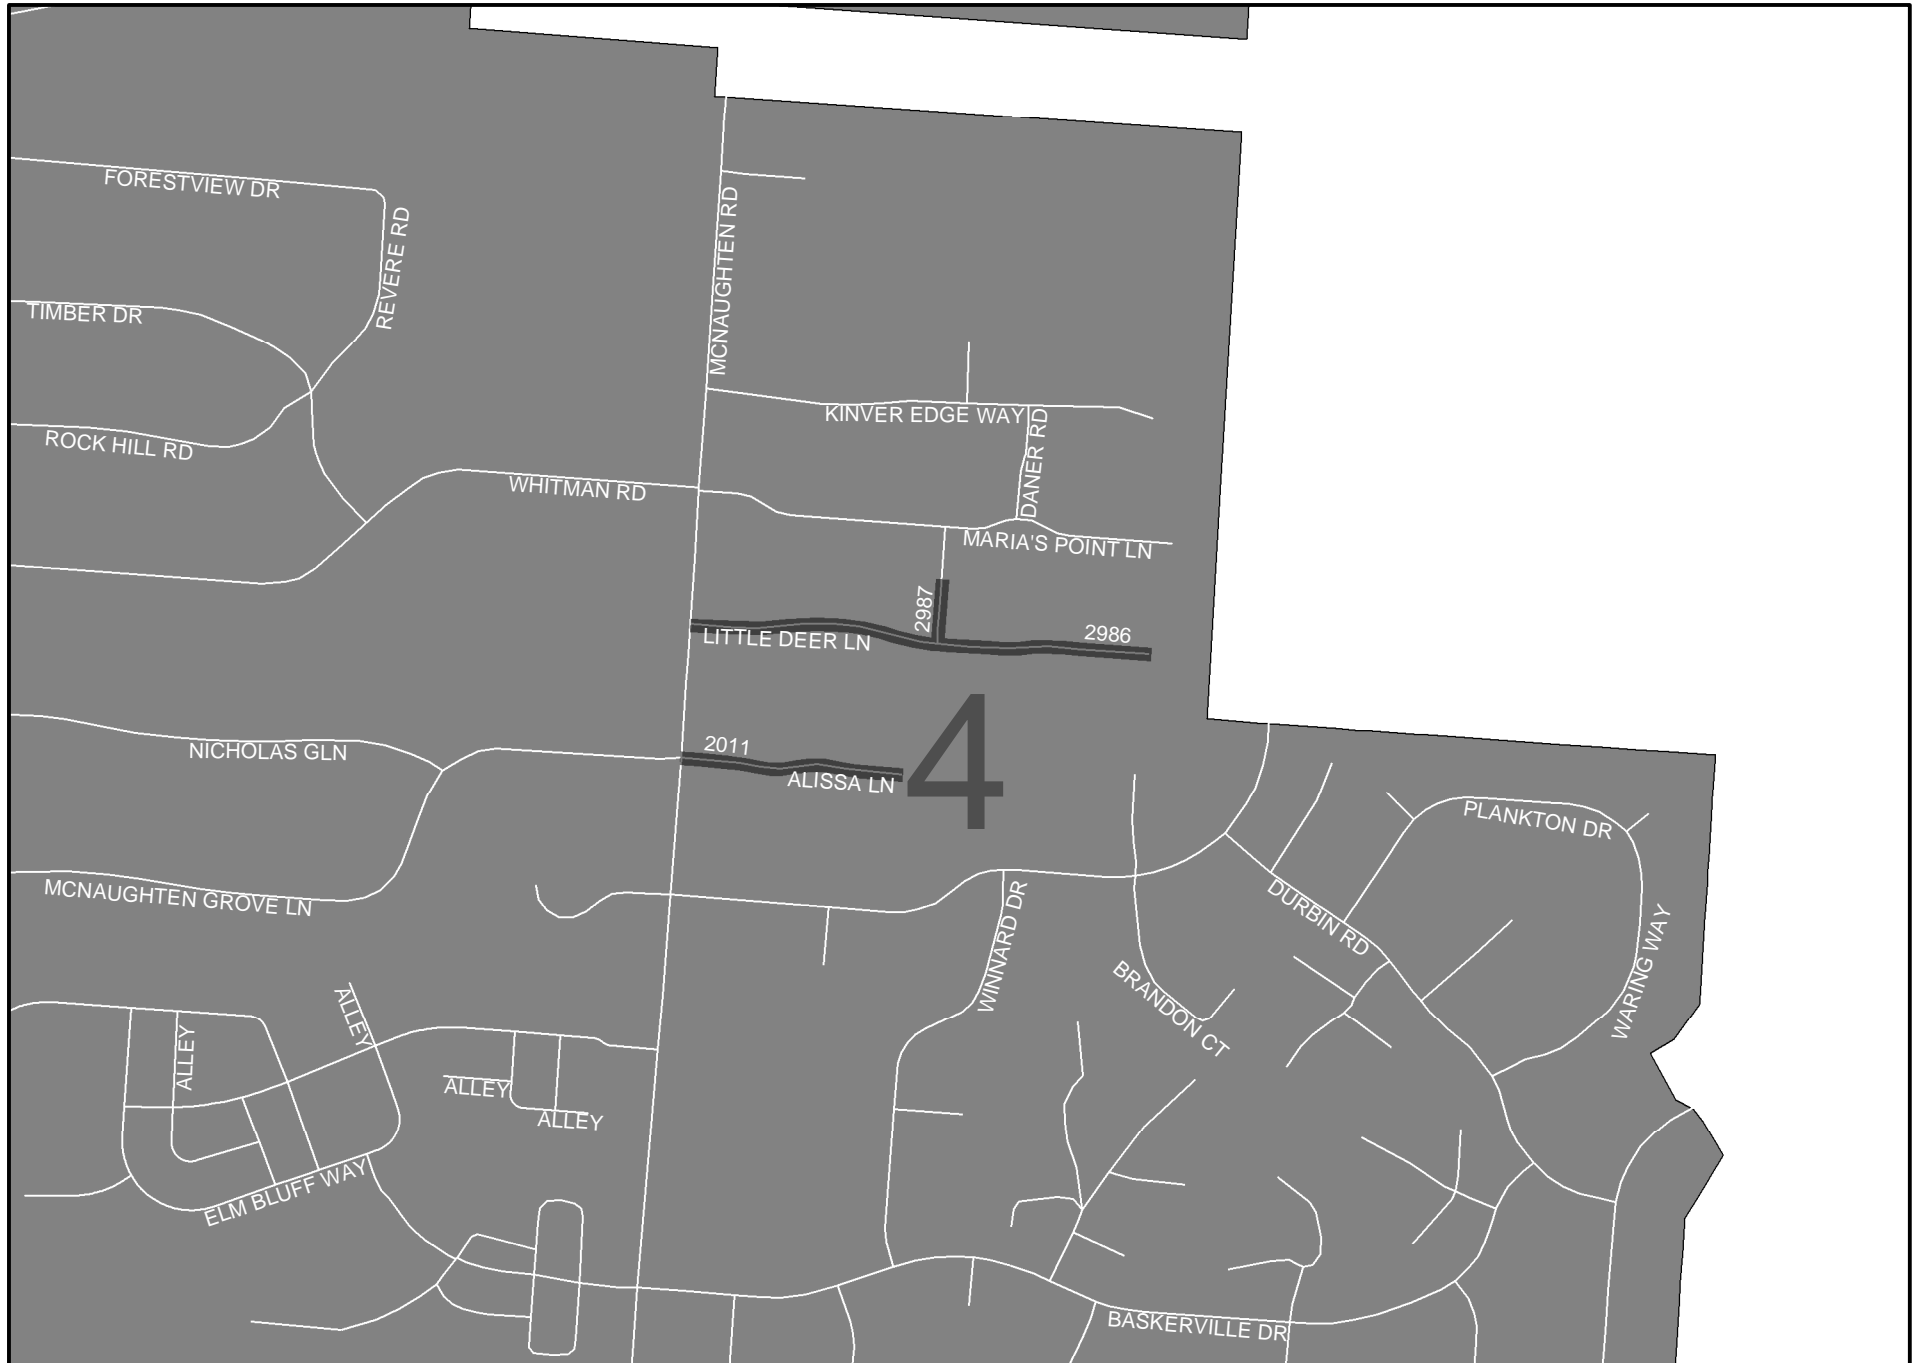 FORESTVIEW DR
REVERE RD
MCNAUGHTEN RD
TIMBER DR
KINVER EDGE WAY
DANER RD
ROCK HILL RD
WHITMAN RD
MARIA'S POINT LN
2987
2986
LITTLE DEER LN
4
2011
NICHOLAS GLN
ALISSA LN
PLANKTON DR
MCNAUGHTEN GROVE LN
DURBIN RD
WINNARD DR
WARING WAY
BRANDON CT
ALLEY
ALLEY
ALLEY
ALLEY
ELM BLUFF WAY
BASKERVILLE DR